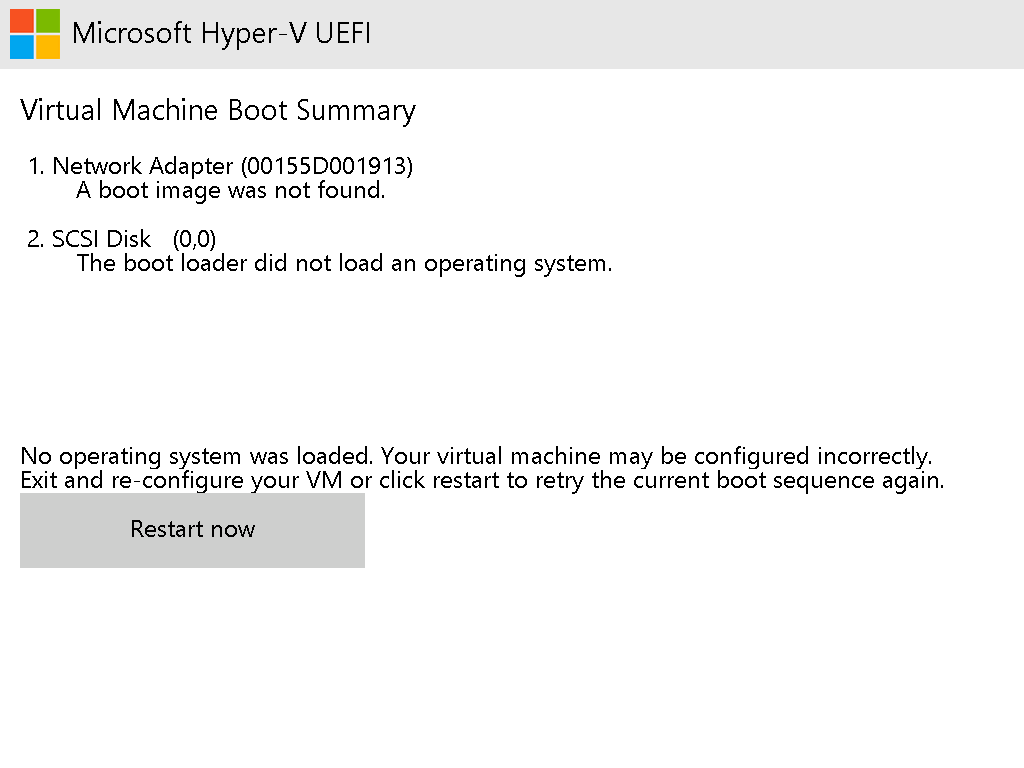 Microsoft Hyper-V UEFI
Virtual Machine Boot Summary
1. Network Adapter (00155D001913)
A boot image was not found.
2. SCSI Disk (0,0)
The boot loader did not load an operating system.
No operating system was loaded. Your virtual machine may be configured incorrectly.
Exit and re-configure your VM or click restart to retry the current boot sequence again.
Restart now